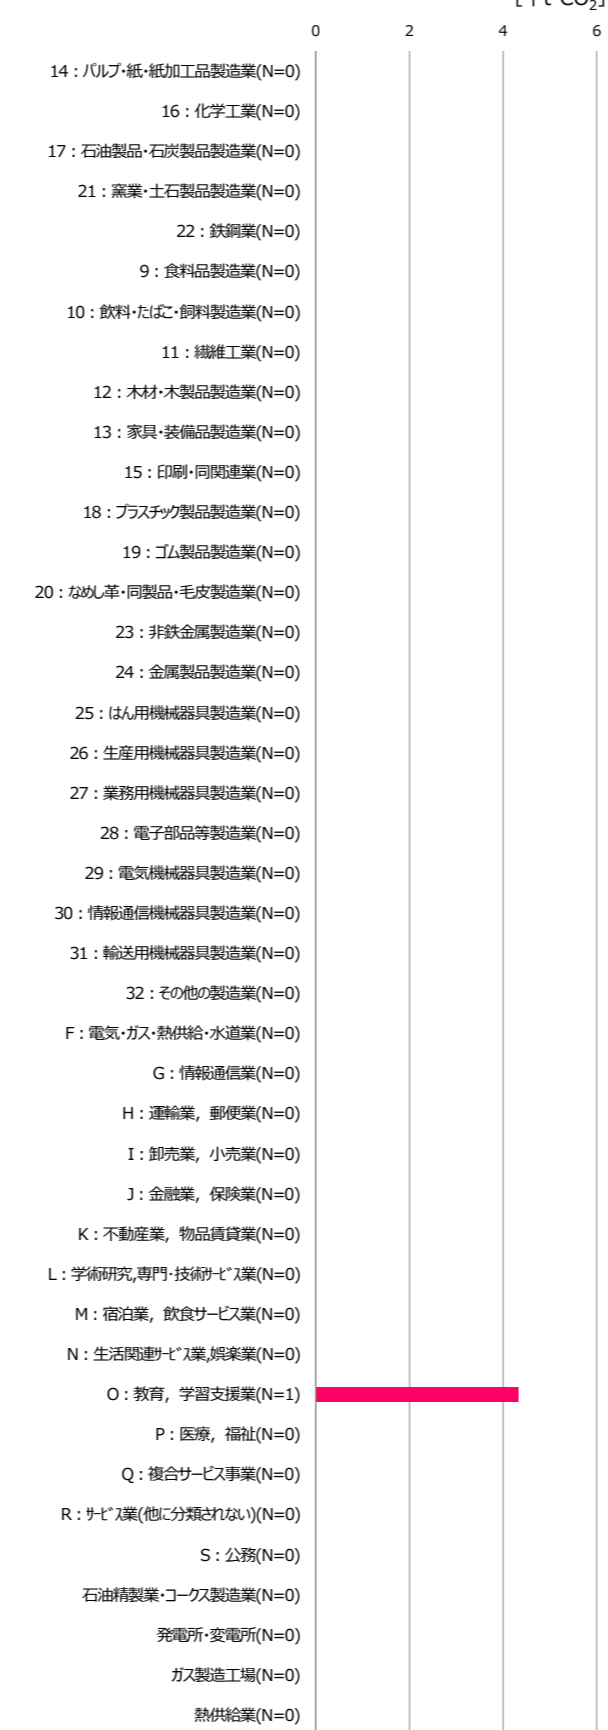 t-CO2]
0 2 4 6
14：パルプ・紙・紙加工品製造業(N=0)
16：化学工業(N=0)
17：石油製品・石炭製品製造業(N=0)
21：窯業・土石製品製造業(N=0)
22：鉄鋼業(N=0)
9：食料品製造業(N=0)
10：飲料・たばこ・飼料製造業(N=0)
11：繊維工業(N=0)
12：木材・木製品製造業(N=0)
13：家具・装備品製造業(N=0)
15：印刷・同関連業(N=0)
18：プラスチック製品製造業(N=0)
19：ゴム製品製造業(N=0)
20：なめし革・同製品・毛皮製造業(N=0)
23：非鉄金属製造業(N=0)
24：金属製品製造業(N=0)
25：はん用機械器具製造業(N=0)
26：生産用機械器具製造業(N=0)
27：業務用機械器具製造業(N=0)
28：電子部品等製造業(N=0)
29：電気機械器具製造業(N=0)
30：情報通信機械器具製造業(N=0)
31：輸送用機械器具製造業(N=0)
32：その他の製造業(N=0)
F：電気・ガス・熱供給・水道業(N=0)
G：情報通信業(N=0)
H：運輸業，郵便業(N=0)
I：卸売業，小売業(N=0)
J：金融業，保険業(N=0)
K：不動産業，物品賃貸業(N=0)
L：学術研究,専門・技術ｻｰﾋﾞｽ業(N=0)
M：宿泊業，飲食サービス業(N=0)
N：生活関連ｻｰﾋﾞｽ業,娯楽業(N=0)
O：教育，学習支援業(N=1)
P：医療，福祉(N=0)
Q：複合サービス事業(N=0)
R：ｻｰﾋﾞｽ業(他に分類されない)(N=0)
S：公務(N=0)
石油精製業・コークス製造業(N=0)
発電所・変電所(N=0)
ガス製造工場(N=0)
熱供給業(N=0)